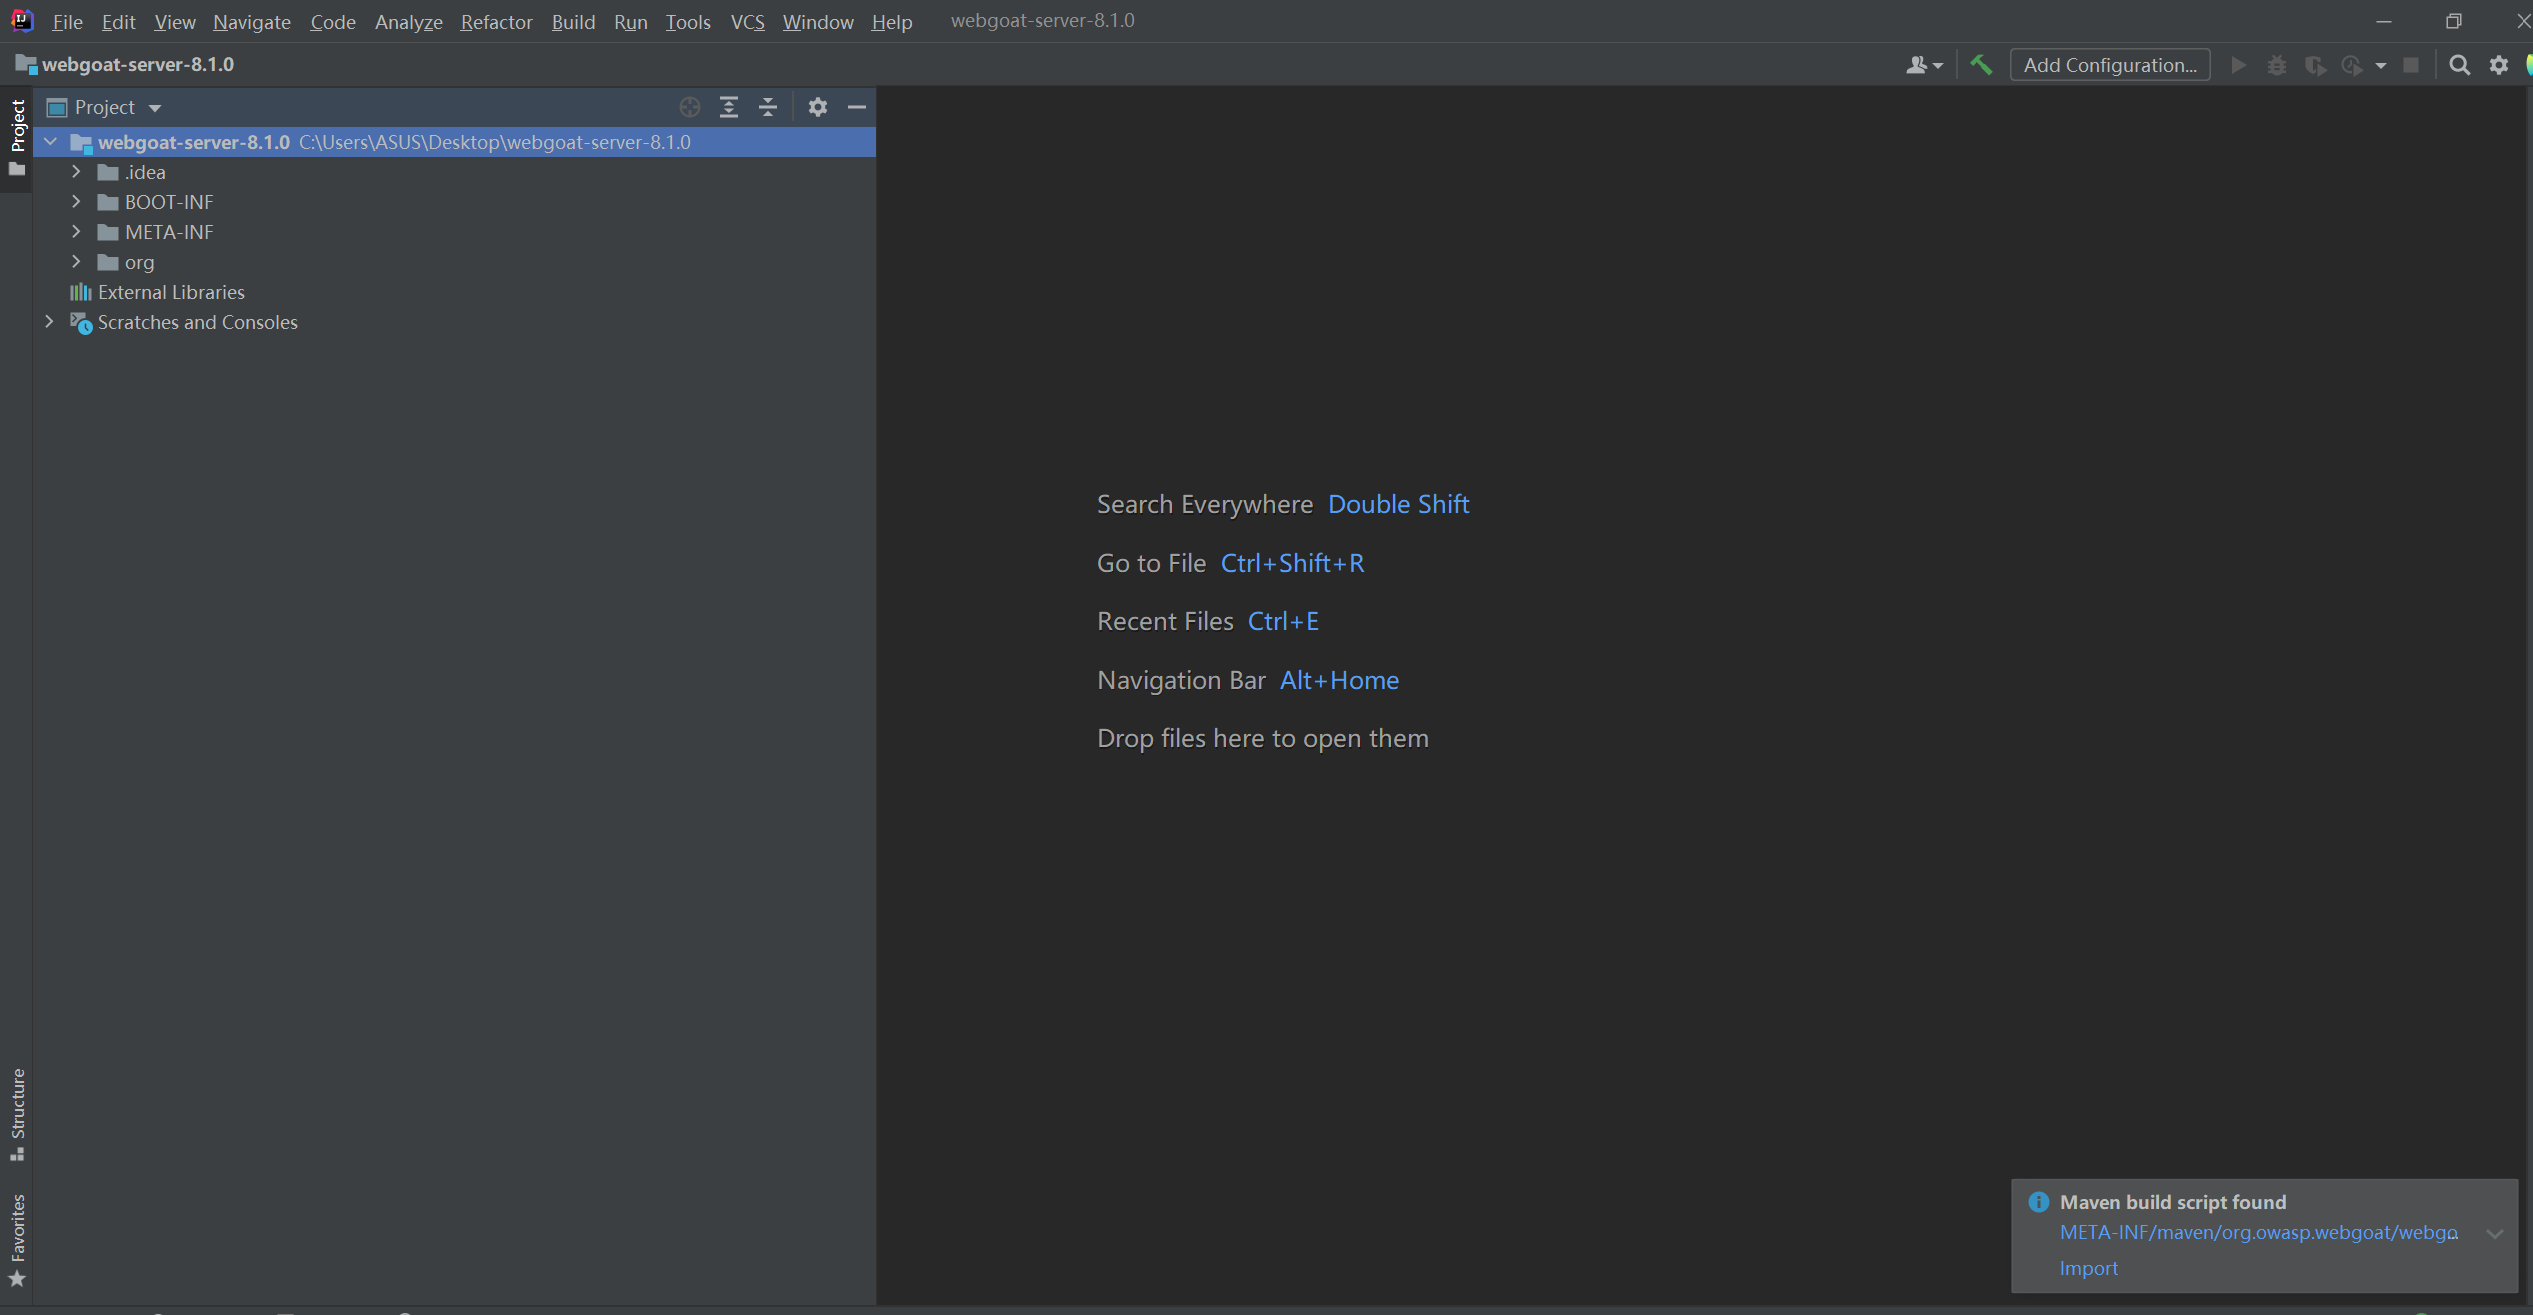 File Edit View Navigate Code Analyze Refactor Build Run Tools VCS Window Help webgoat-server-8.1.0
webgoat-server-8.1.0
Add Configuration...
Project
Project
webgoat-server-8.1.0 C:\Users\ASUS\Desktop\webgoat-server-8.1.0
.idea
BOOT-INF
META-INF
org
External Libraries
Scratches and Consoles
Search Everywhere Double Shift
Go to File Ctrl+Shift+R
Recent Files Ctrl+E
Navigation Bar Alt+Home
Drop files here to open them
Structure
Favorites
Maven build script found
META-INF/maven/org.owasp.webgoat/webgo...
Import